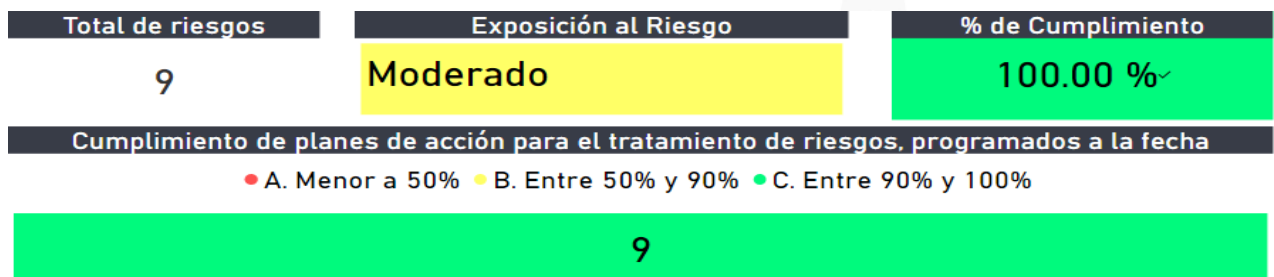 Total de riesgos
Exposición al Riesgo
% de Cumplimiento
9
Moderado
100.00 %✓
Cumplimiento de planes de acción para el tratamiento de riesgos, programados a la fecha
A. Menor a 50% B. Entre 50% y 90% C. Entre 90% y 100%
9